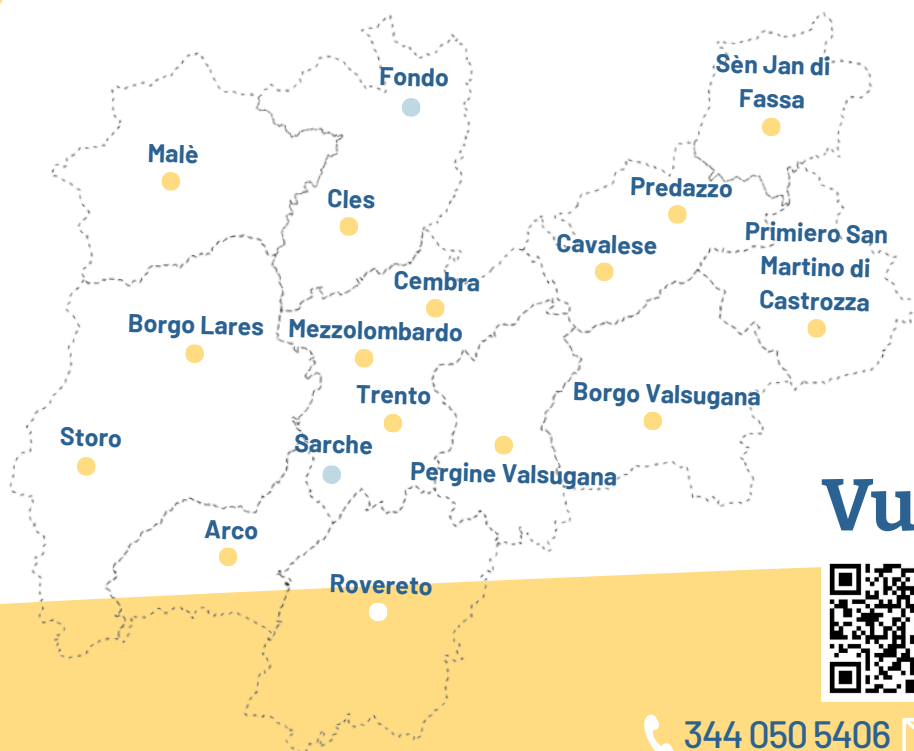 Fondo
Sèn Jan di
Fassa
Malè
Cles
Predazzo
Cavalese
Primiero San
Martino di
Castrozza
Cembra
Borgo Lares
Mezzolombardo
Trento
Borgo Valsugana
Storo
Sarche
Pergine Valsugana
Vu
Arco
Rovereto
344 050 5406